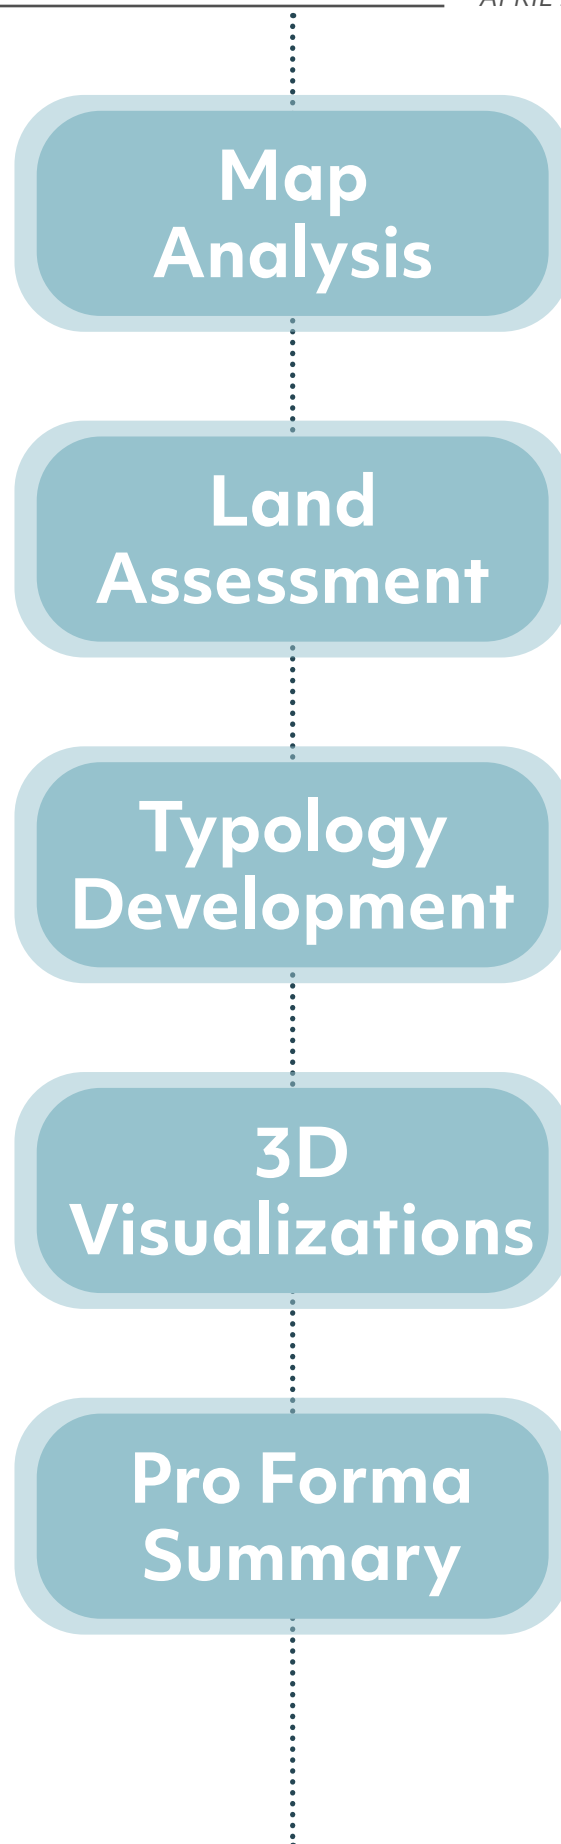 Map
Analysis
Land
Assessment
Typology
Development
3D
Visualizations
Pro Forma
Summary